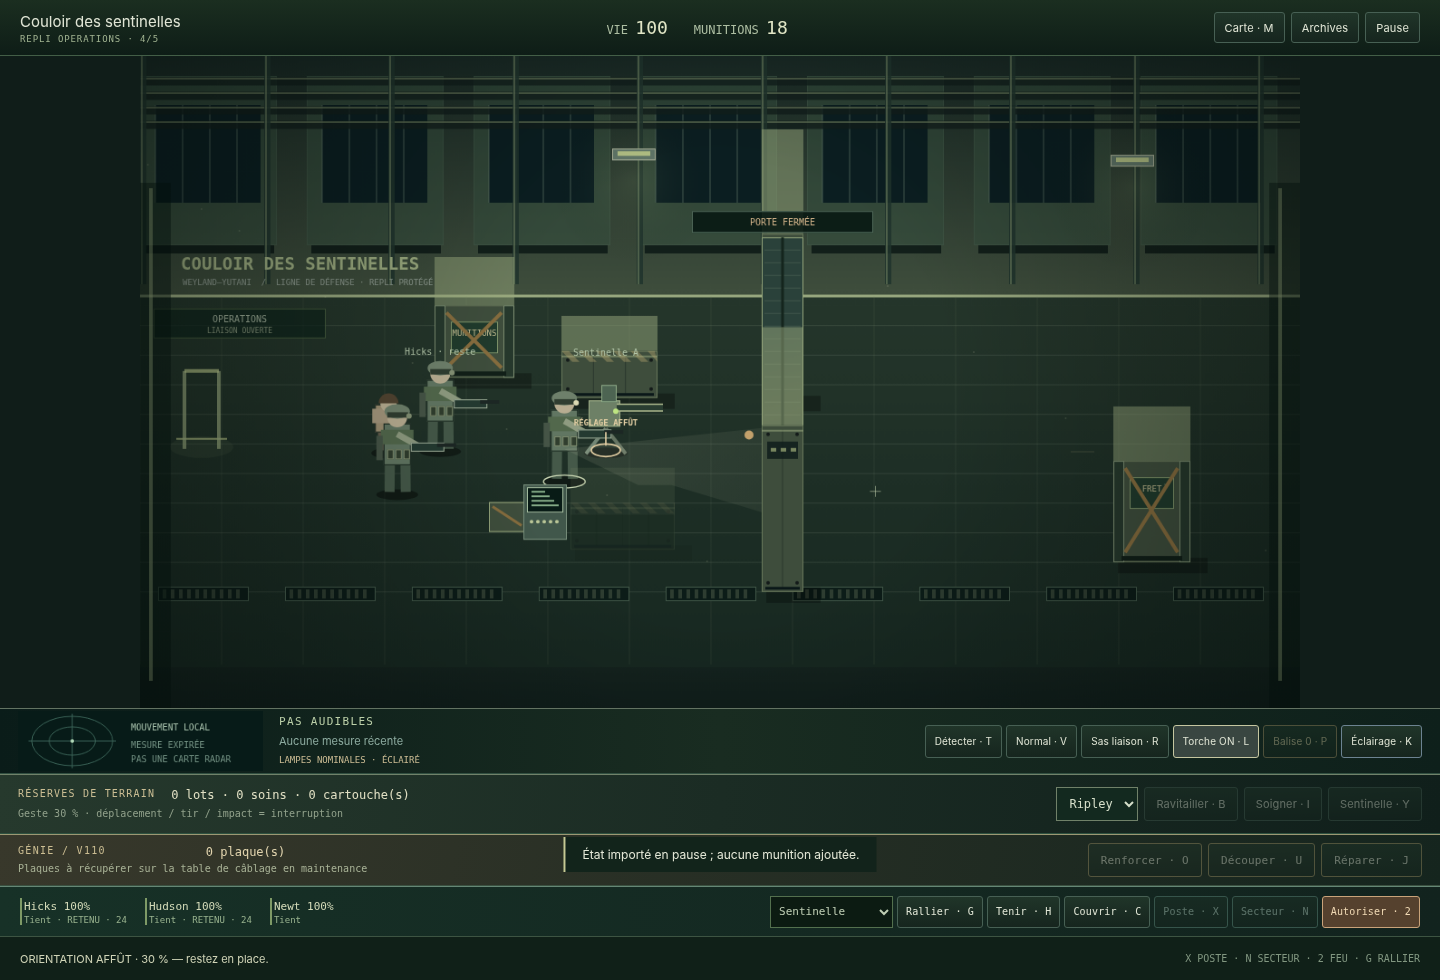 Couloir des sentinelles
REPLI OPERATIONS · 4/5
VIE 100 MUNITIONS 18
Carte · M
Archives
Pause
PORTE FERMÉE
COULOIR DES SENTINELLES
WEYLAND-YUTANI / LIGNE DE DÉFENSE · REPLI PROTÉGÉ
OPERATIONS
LIAISON OUVERTE
MUNITIONS
Hicks · reste
Sentinelle A
RÉGLAGE AFFÛT
FRET
MOUVEMENT LOCAL
MESURE EXPIRÉE
PAS UNE CARTE RADAR
PAS AUDIBLES
Aucune mesure récente
LAMPES NOMINALES · ÉCLAIRÉ
Détecter · T
Normal · V
Sas liaison · R
Torche ON · L
Balise 0 · P
Éclairage · K
RÉSERVES DE TERRAIN 0 lots · 0 soins · 0 cartouche(s)
Geste 30 % · déplacement / tir / impact = interruption
Ripley
Ravitailler · B
Soigner · I
Sentinelle · Y
GÉNIE / V110 0 plaque(s)
Plaques à récupérer sur la table de câblage en maintenance
État importé en pause ; aucune munition ajoutée.
Renforcer · O
Découper · U
Réparer · J
Hicks 100%
Tient · RETENU · 24
Hudson 100%
Tient · RETENU · 24
Newt 100%
Tient
Sentinelle
Rallier · G
Tenir · H
Couvrir · C
Poste · X
Secteur · N
Autoriser · 2
ORIENTATION AFFÛT · 30 % — restez en place.
X POSTE · N SECTEUR · 2 FEU · G RALLIER